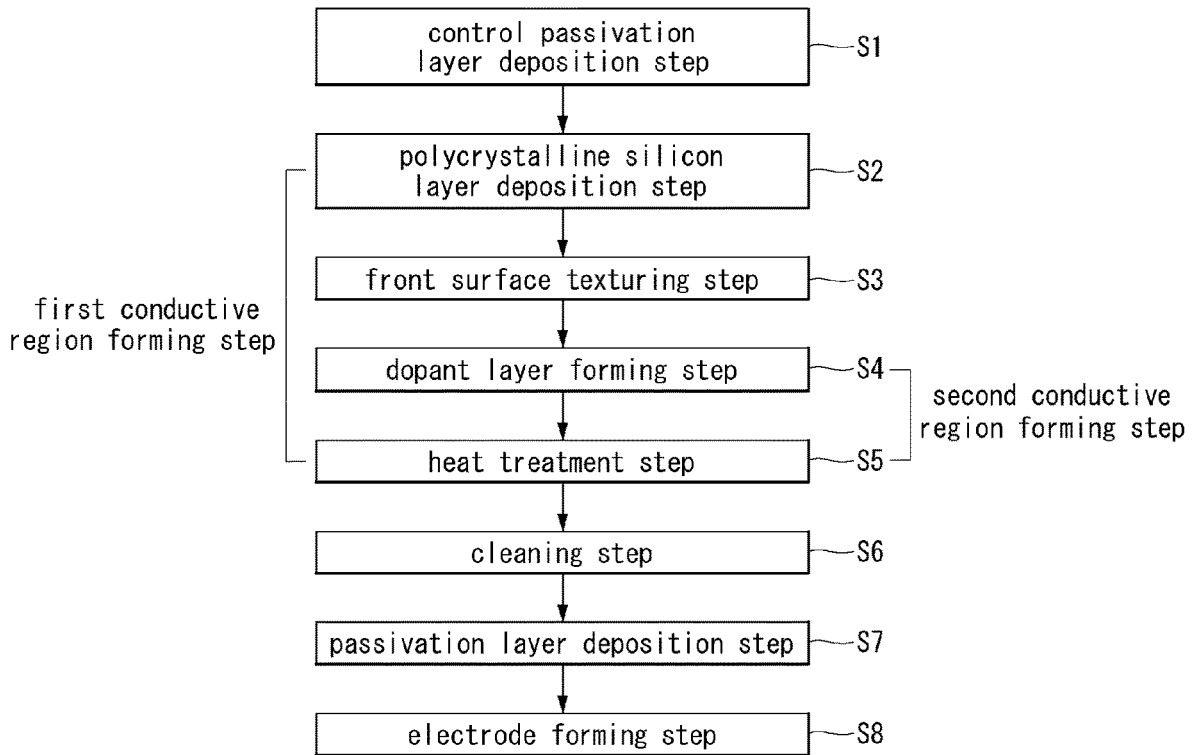 control passivation
layer deposition step
S1
polycrystalline silicon
layer deposition step
S2
front surface texturing step
S3
first conductive
region forming step
dopant layer forming step
S4
second conductive
region forming step
heat treatment step
S5
cleaning step
S6
passivation layer deposition step
S7
electrode forming step
S8